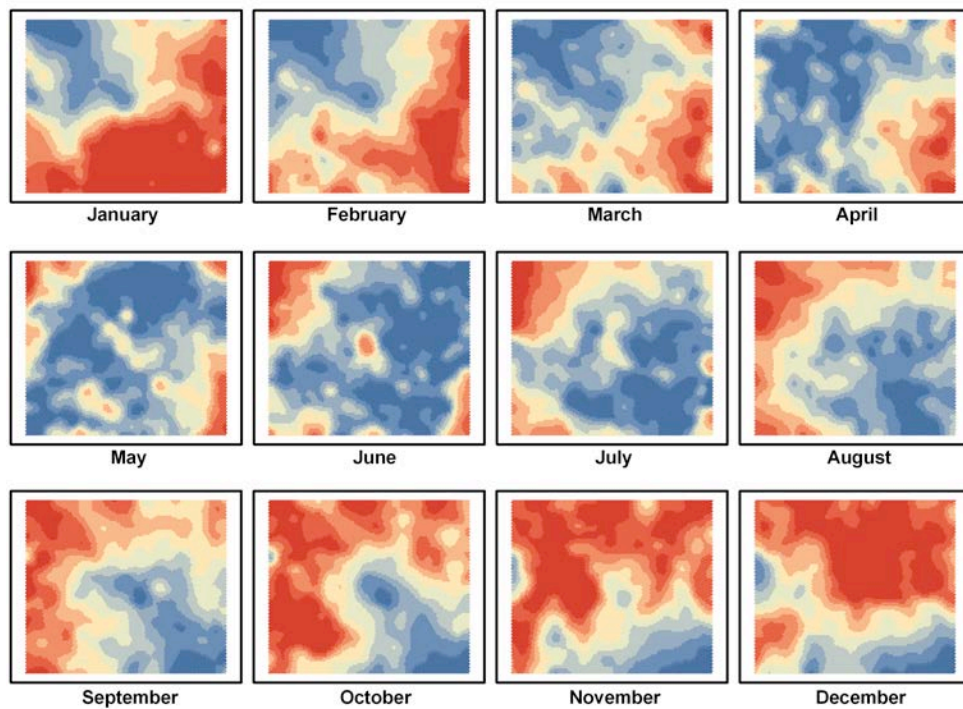 January
February
March
April
May
June
July
August
September
October
November
December